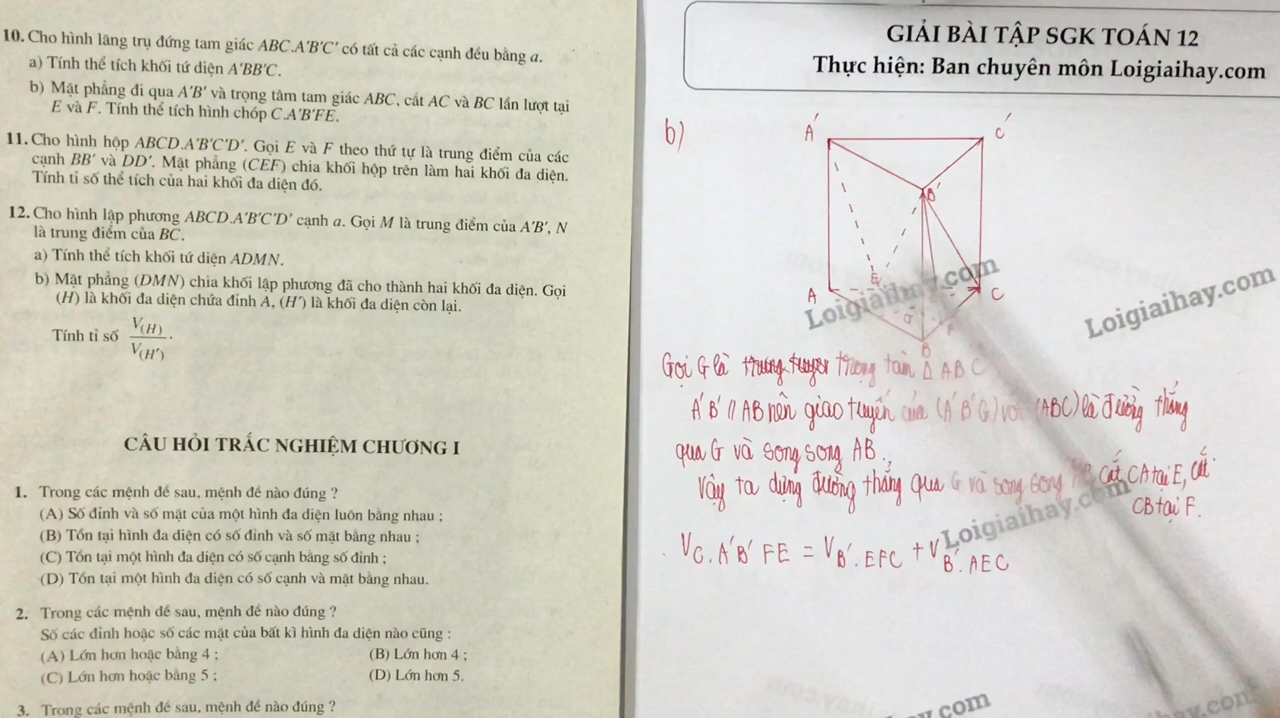 10. Cho hình lăng trụ đứng tam giác ABC.A'B'C' có tất cả các cạnh đều bằng a.
a) Tính thể tích khối tứ diện A'BB'C.
b) Mặt phẳng đi qua A'B' và trọng tâm tam giác ABC, cắt AC và BC lần lượt tại
E và F. Tính thể tích hình chóp C.A'B'FE.
11. Cho hình hộp ABCD.A'B'C'D'. Gọi E và F theo thứ tự là trung điểm của các
cạnh BB' và DD'. Mặt phẳng (CEF) chia khối hộp trên làm hai khối đa diện.
Tính tỉ số thể tích của hai khối đa diện đó.
12. Cho hình lập phương ABCD.A'B'C'D' cạnh a. Gọi M là trung điểm của A'B', N
là trung điểm của BC.
a) Tính thể tích khối tứ diện ADMN.
b) Mặt phẳng (DMN) chia khối lập phương đã cho thành hai khối đa diện. Gọi
(H) là khối đa diện chứa đỉnh A, (H') là khối đa diện còn lại.
Tính tỉ số V(H)/V(H').
CÂU HỎI TRẮC NGHIỆM CHƯƠNG I
1. Trong các mệnh đề sau, mệnh đề nào đúng ?
(A) Số đỉnh và số mặt của một hình đa diện luôn bằng nhau ;
(B) Tồn tại hình đa diện có số đỉnh và số mặt bằng nhau ;
(C) Tồn tại một hình đa diện có số cạnh bằng số đỉnh ;
(D) Tồn tại một hình đa diện có số cạnh và mặt bằng nhau.
2. Trong các mệnh đề sau, mệnh đề nào đúng ?
Số các đỉnh hoặc số các mặt của bất kì hình đa diện nào cũng :
(A) Lớn hơn hoặc bằng 4 ; (B) Lớn hơn 4 ;
(C) Lớn hơn hoặc bằng 5 ; (D) Lớn hơn 5.
3. Trong các mệnh đề sau, mệnh đề nào đúng ?
GIẢI BÀI TẬP SGK TOÁN 12
Thực hiện: Ban chuyên môn Loigiaihay.com
b)
A' C'
B'
E
A C
G F
B
Loigiaihay.com
Loigiaihay.com
Gọi G là trọng tâm Δ ABC
A'B' // AB nên giao tuyến của (A'B'G) với (ABC) là đường thẳng
qua G và song song AB.
Vậy ta dựng đường thẳng qua G và song song AB, cắt CA tại E, cắt
CB tại F.
Loigiaihay.com
V C.A'B'FE = V B'.EFC + V B'.AEC